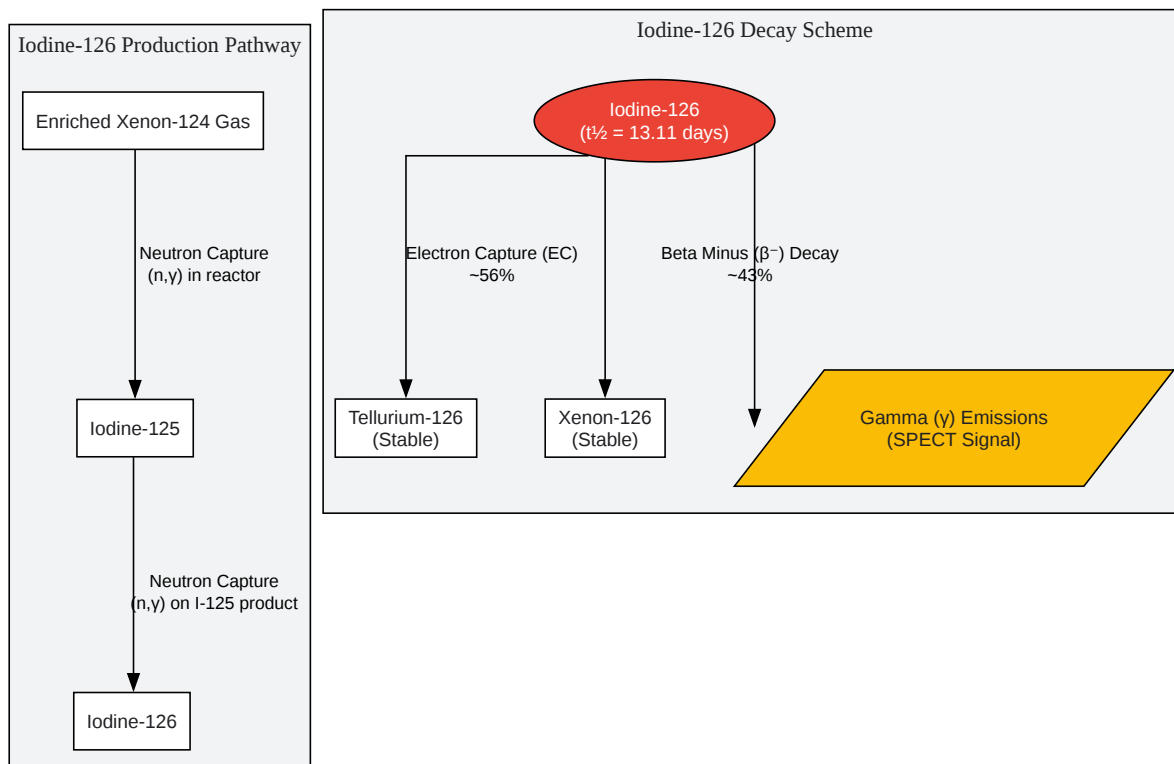 Iodine-126 Production Pathway
Enriched Xenon-124 Gas
Neutron Capture
(n,γ) in reactor
Iodine-125
Neutron Capture
(n,γ) on I-125 product
Iodine-126
Iodine-126 Decay Scheme
Iodine-126
(t½ = 13.11 days)
Electron Capture (EC)
~56%
Beta Minus (β⁻) Decay
~43%
Tellurium-126
(Stable)
Xenon-126
(Stable)
Gamma (γ) Emissions
(SPECT Signal)